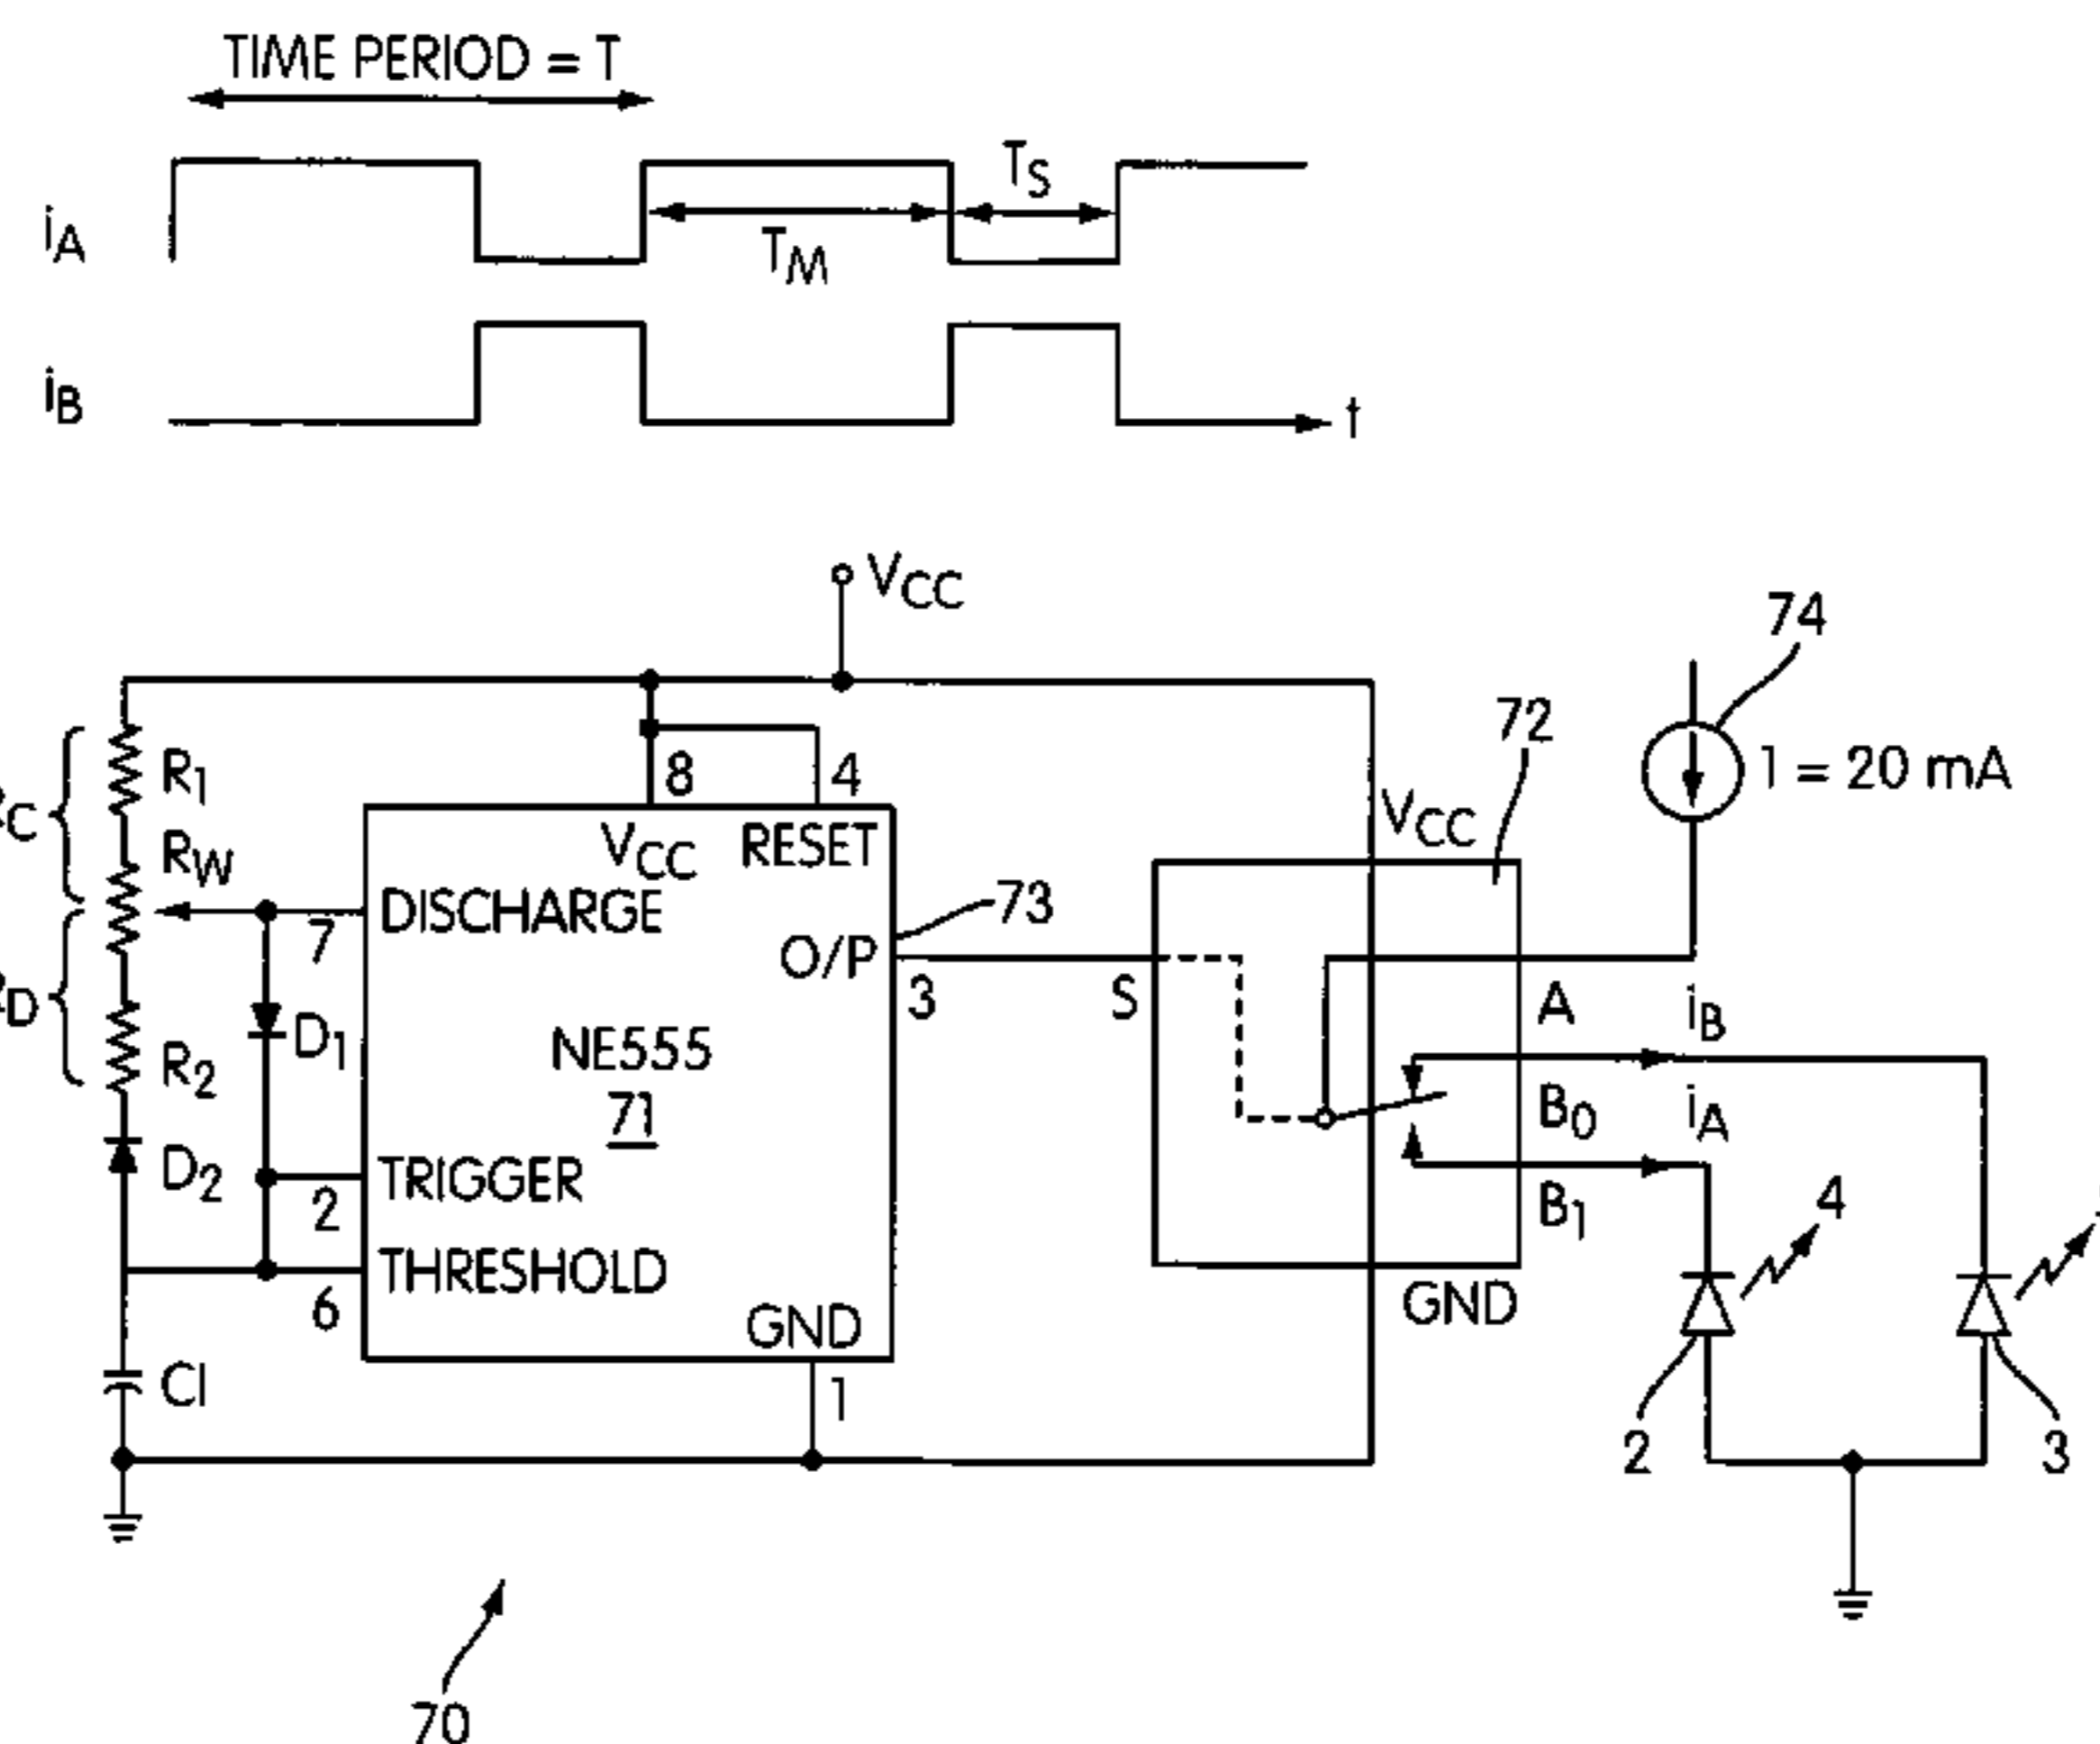 TIME PERIOD = T
iA
TS
TM
iB
t
VCC
74
72
1 = 20 mA
R1
C
RW
8
4
VCC
VCC
RESET
DISCHARGE
73
7
O/P
3
S
A
iB
D
D1
NE555
R2
71
B0
iA
D2
TRIGGER
2
B1
4
THRESHOLD
6
GND
GND
C1
1
2
3
70